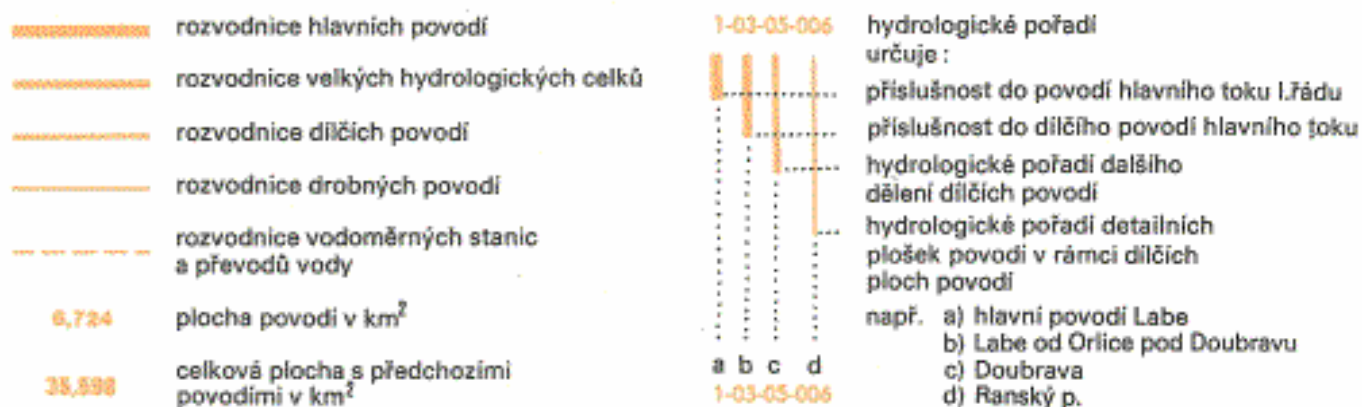 rozvodnice hlavních povodí
rozvodnice velkých hydrologických celků
rozvodnice dílčích povodí
rozvodnice drobných povodí
rozvodnice vodoměrných stanic
a převodů vody
6,724
plocha povodí v km²
35,598
celková plocha s předchozími
povodími v km²
1-03-05-006
hydrologické pořadí
určuje :
příslušnost do povodí hlavního toku I.řádu
příslušnost do dílčího povodí hlavního toku
hydrologické pořadí dalšího
dělení dílčích povodí
hydrologické pořadí detailních
plošek povodí v rámci dílčích
ploch povodí
např. a) hlavní povodí Labe
b) Labe od Orlice pod Doubravu
c) Doubrava
d) Ranský p.
a b c d
1-03-05-006